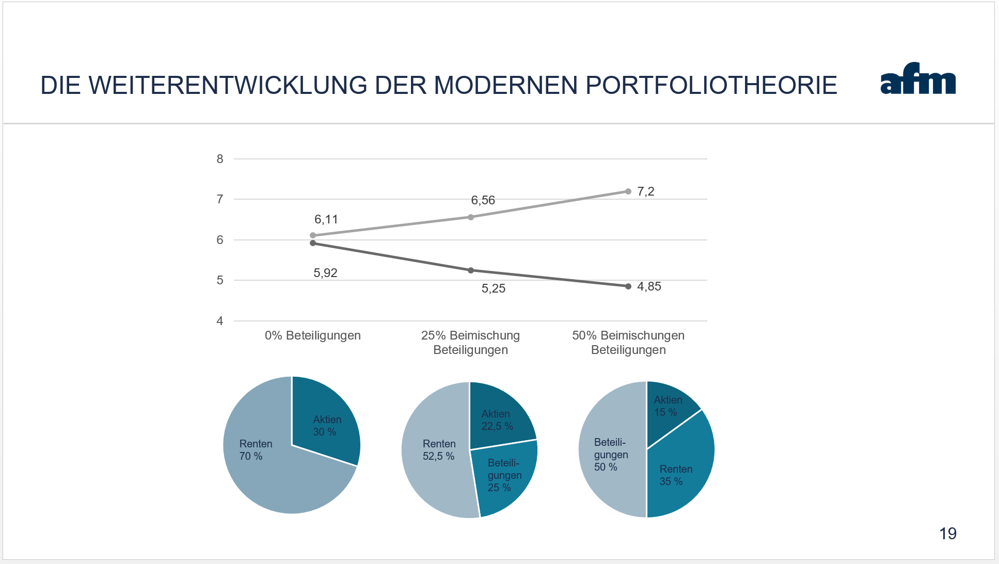 DIE WEITERENTWICKLUNG DER MODERNEN PORTFOLIOTHEORIE
afm
8
7
6
5
4
6,11
6,56
7,2
5,92
5,25
4,85
0% Beteiligungen
25% Beimischung
Beteiligungen
50% Beimischungen
Beteiligungen
Aktien
30 %
Renten
70 %
Aktien
22,5 %
Renten
52,5 %
Beteili-
gungen
25 %
Aktien
15 %
Beteili-
gungen
50 %
Renten
35 %
19